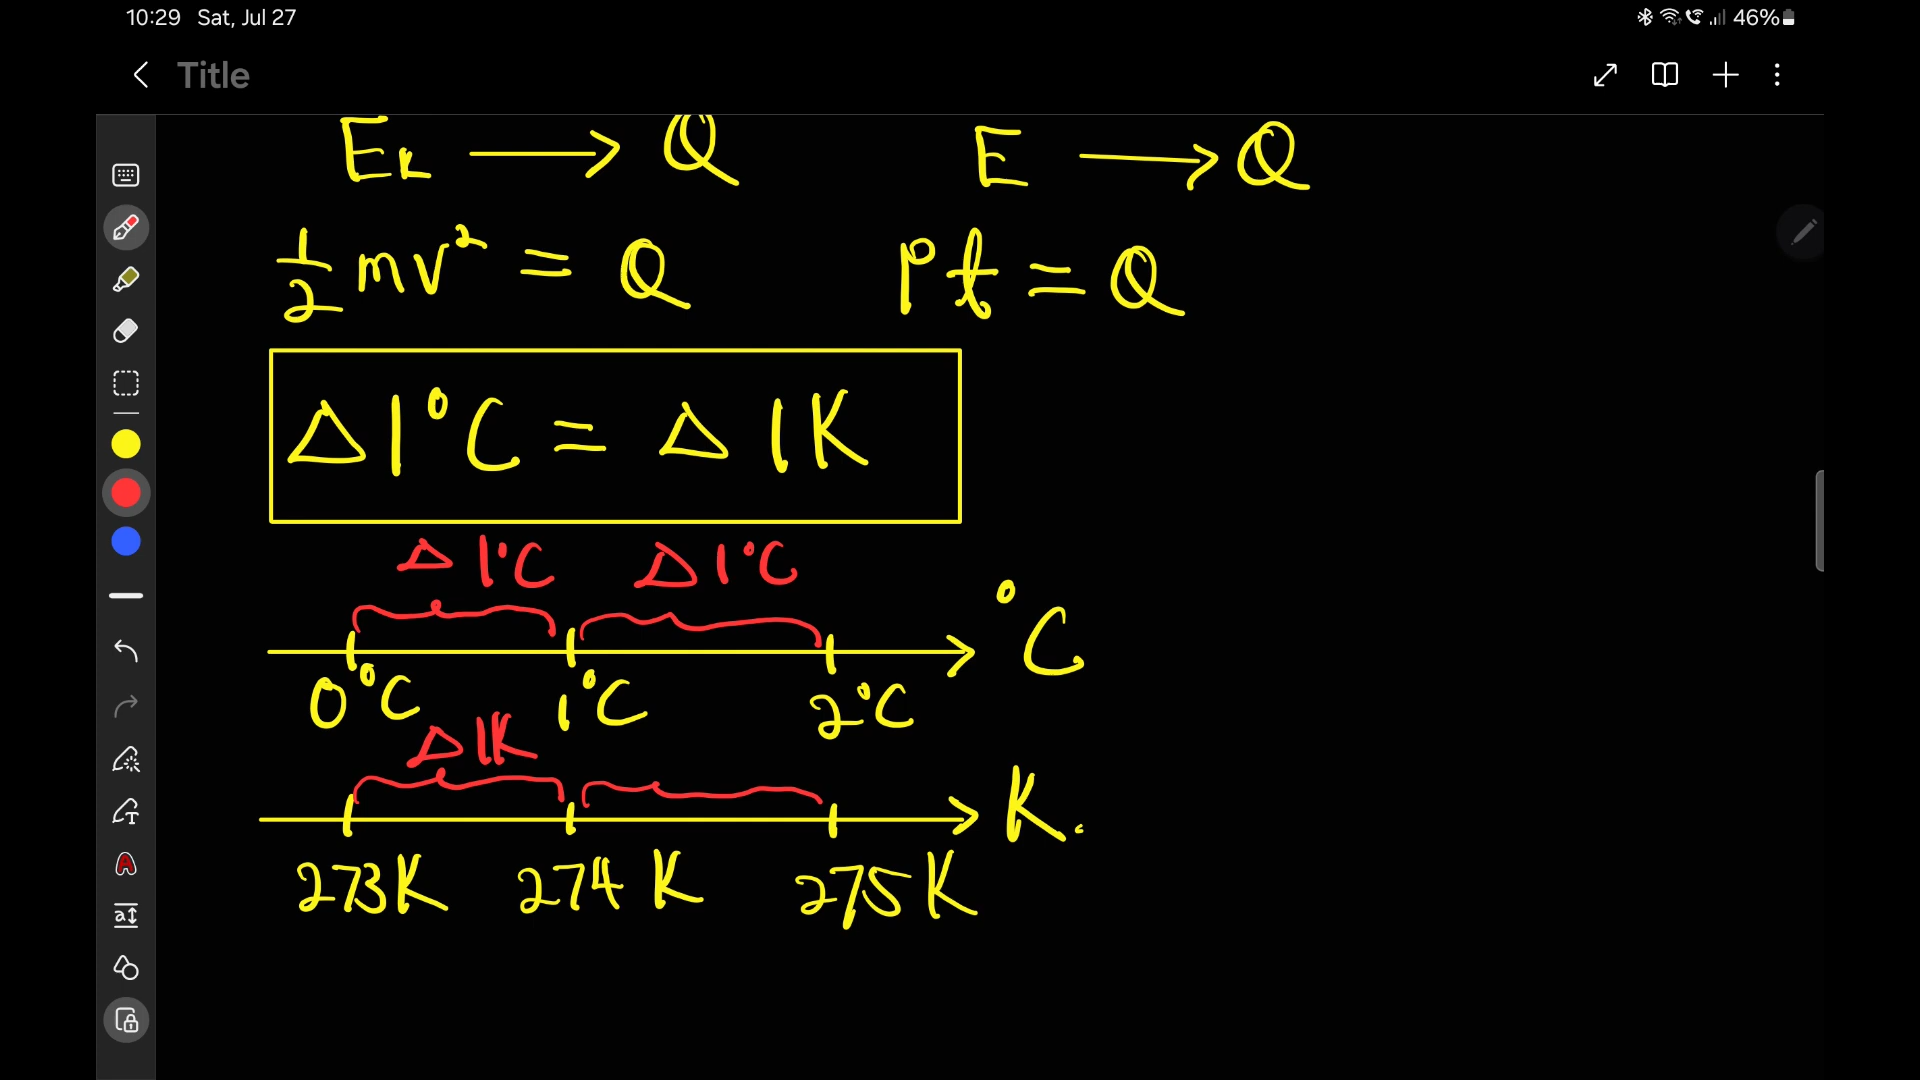 10:29 Sat, Jul 27 46%
Title
Ek → Q E → Q
½mv² = Q Pt = Q
Δ1°C = Δ1K
Δ1°C Δ1°C
°C
0°C 1°C 2°C
Δ1K
K.
273K 274K 275K